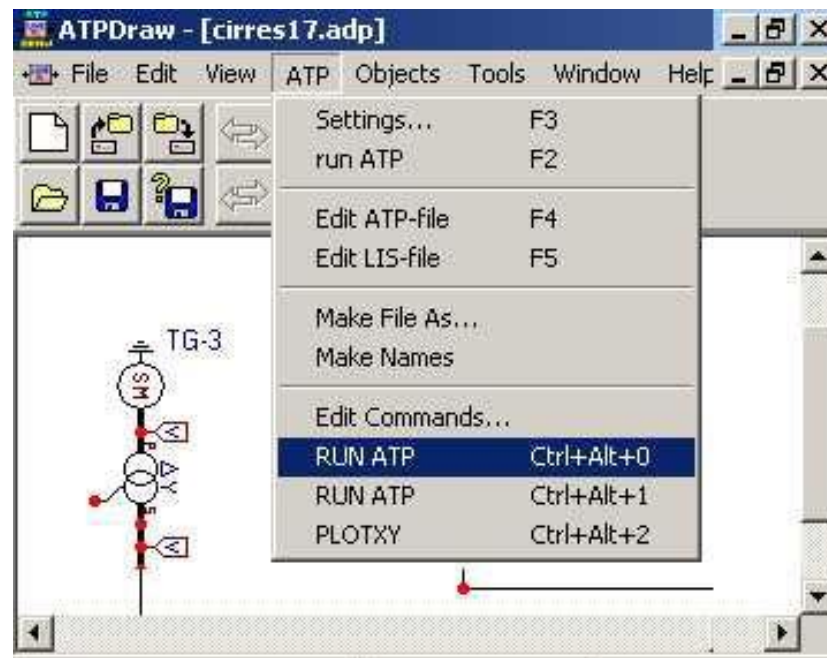 ATPDraw - [cirres17.adp]
File Edit View ATP Objects Tools Window Help
Settings... F3
run ATP F2
Edit ATP-file F4
Edit LIS-file F5
Make File As...
Make Names
Edit Commands...
RUN ATP Ctrl+Alt+0
RUN ATP Ctrl+Alt+1
PLOTXY Ctrl+Alt+2
TG-3
SM
V
P
S
V